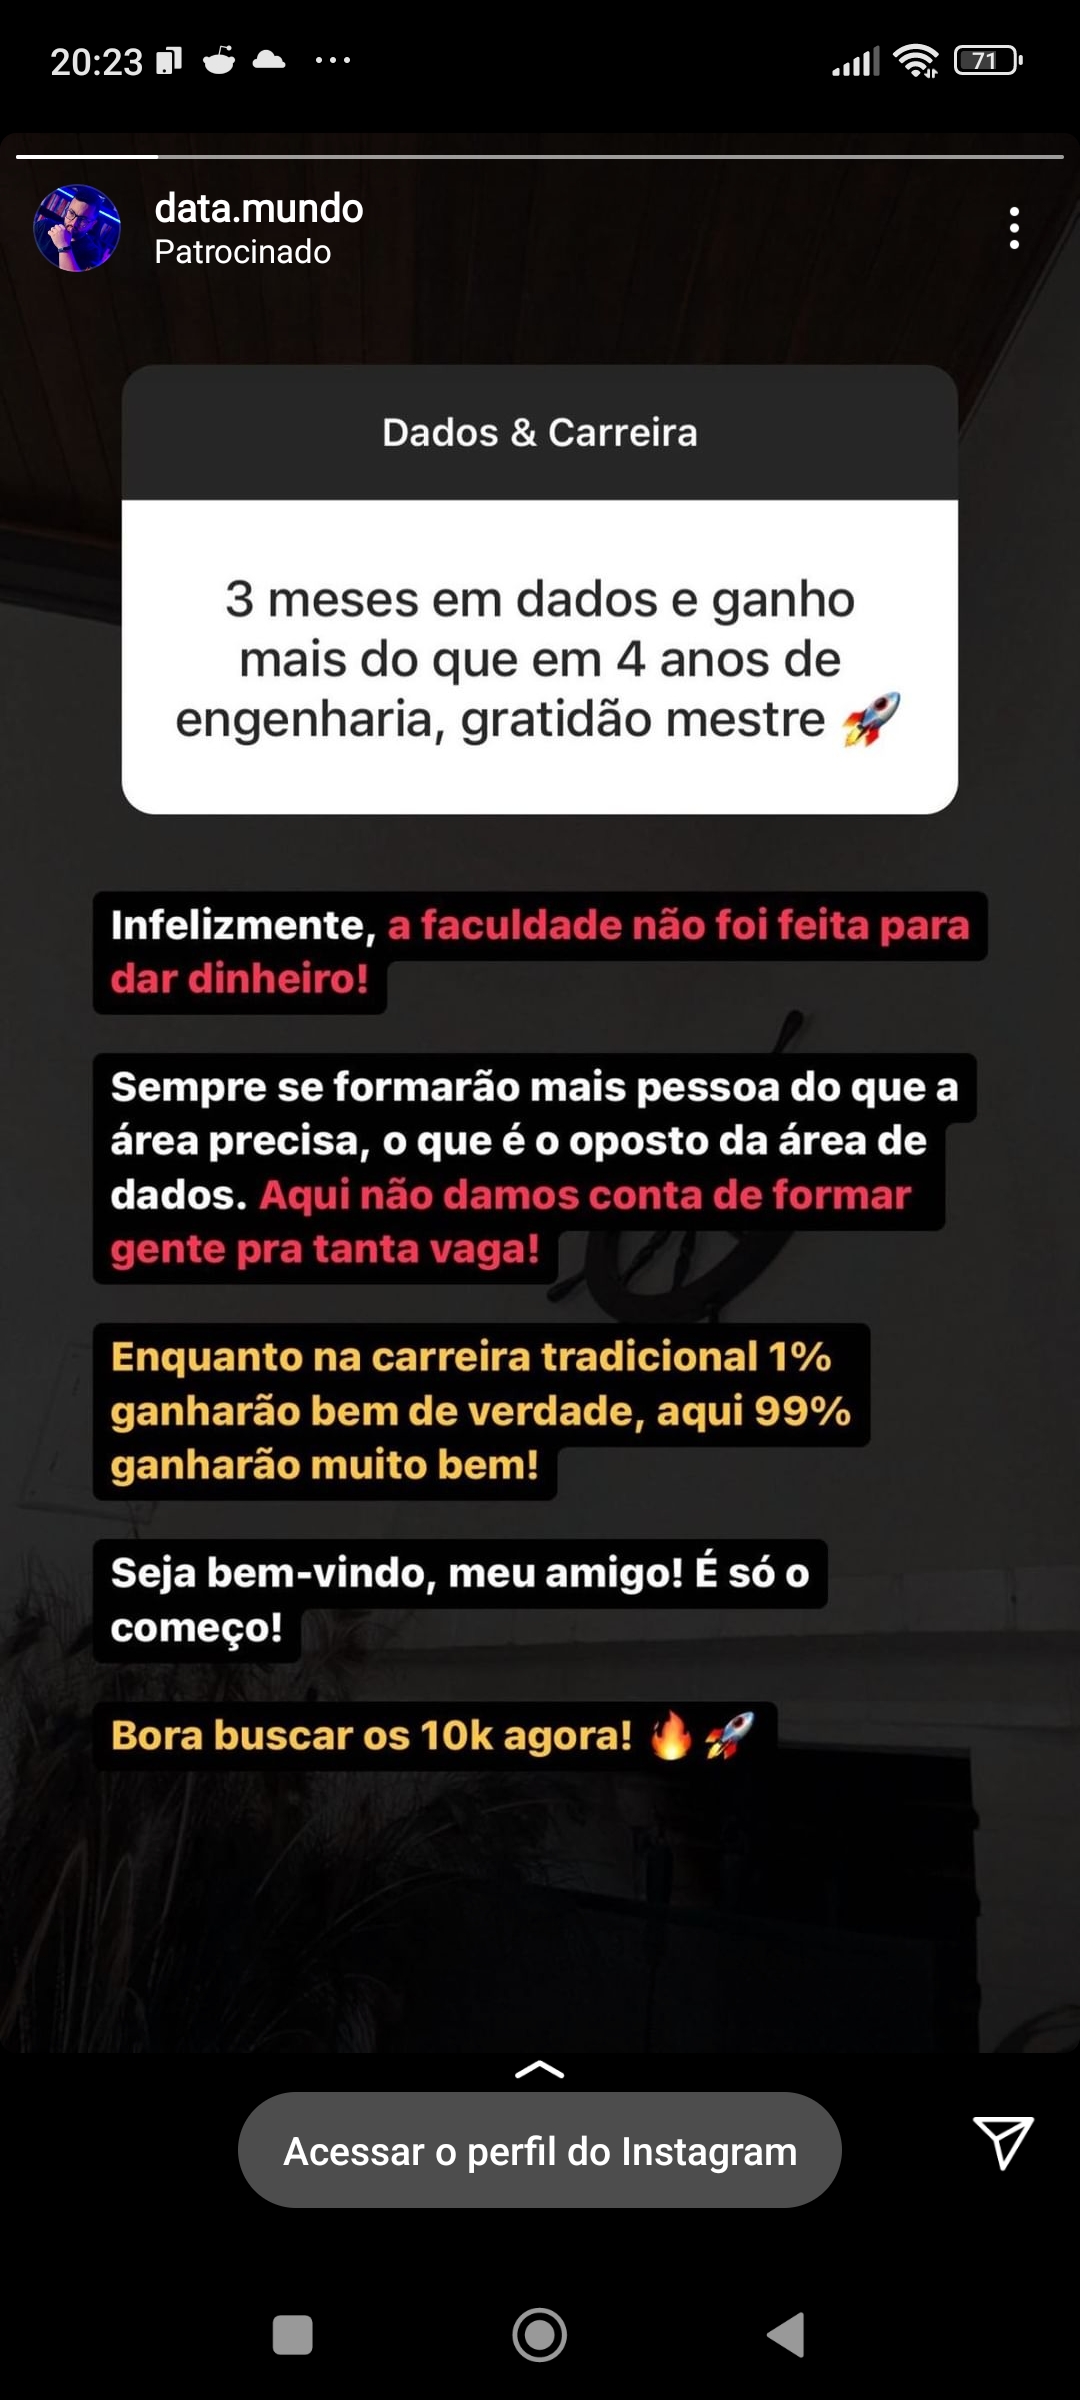 20:23
71
data.mundo
Patrocinado
Dados & Carreira
3 meses em dados e ganho
mais do que em 4 anos de
engenharia, gratidão mestre 🚀
Infelizmente, a faculdade não foi feita para
dar dinheiro!
Sempre se formarão mais pessoa do que a
área precisa, o que é o oposto da área de
dados. Aqui não damos conta de formar
gente pra tanta vaga!
Enquanto na carreira tradicional 1%
ganharão bem de verdade, aqui 99%
ganharão muito bem!
Seja bem-vindo, meu amigo! É só o
começo!
Bora buscar os 10k agora! 🔥🚀
Acessar o perfil do Instagram